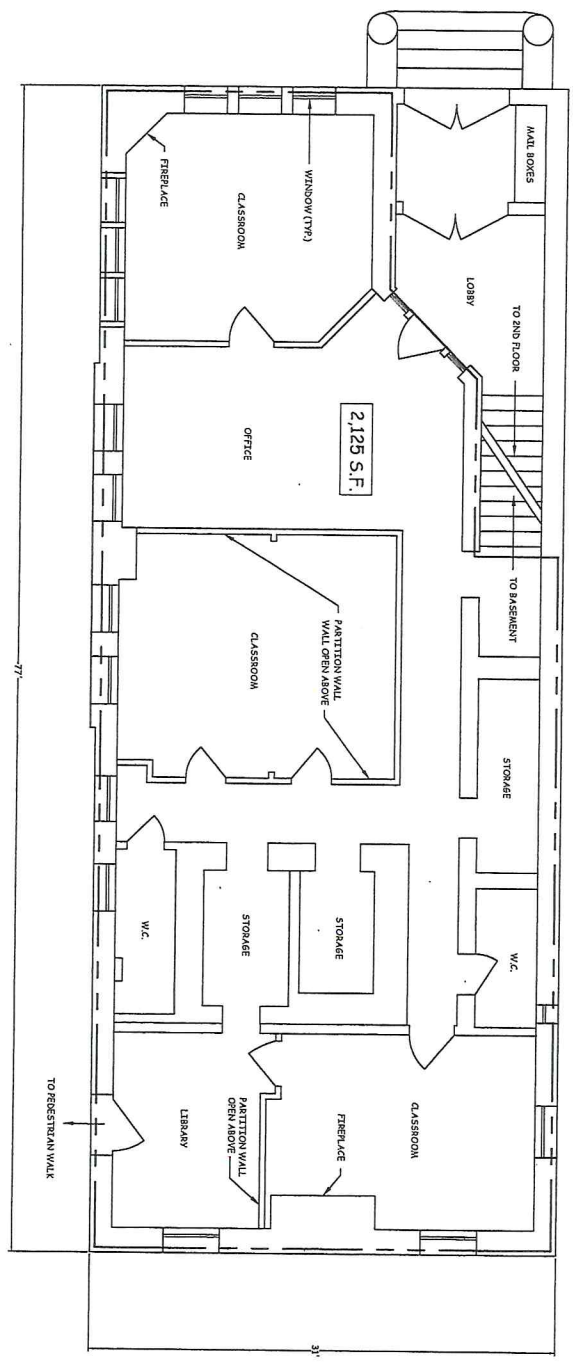 MAIL BOXES
LOBBY
TO 2ND FLOOR
TO BASEMENT
STORAGE
W.C.
WINDOW (TYP.)
CLASSROOM
FIREPLACE
2,125 S.F.
OFFICE
PARTITION WALL
WALL OPEN ABOVE
CLASSROOM
STORAGE
STORAGE
W.C.
CLASSROOM
FIREPLACE
PARTITION WALL
OPEN ABOVE
LIBRARY
TO PEDESTRIAN WALK
77'
31'